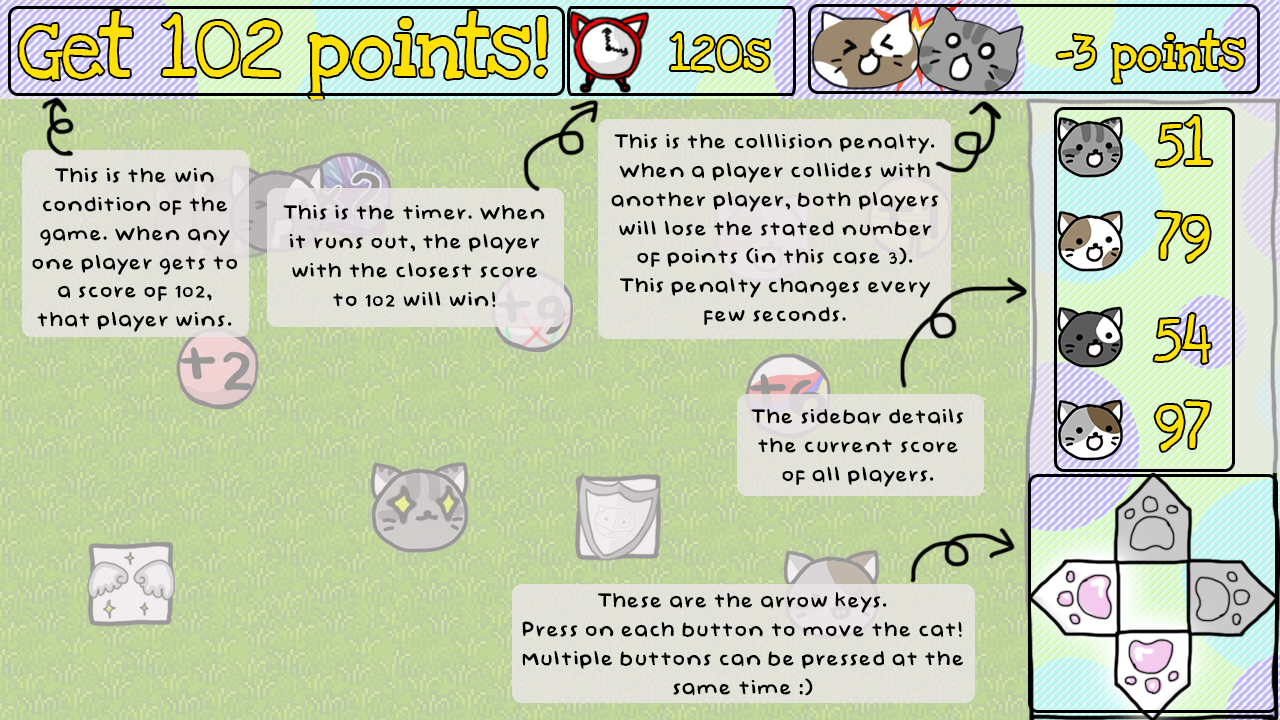 Get 102 points!
120s
-3 points
This is the win
condition of the
game. When any
one player gets to
a score of 102,
that player wins.
This is the timer. When
it runs out, the player
with the closest score
to 102 will win!
This is the colllision penalty.
When a player collides with
another player, both players
will lose the stated number
of points (in this case 3).
This penalty changes every
few seconds.
51
79
54
97
x2
+9
+2
+6
The sidebar details
the current score
of all players.
These are the arrow keys.
Press on each button to move the cat!
Multiple buttons can be pressed at the
same time :)